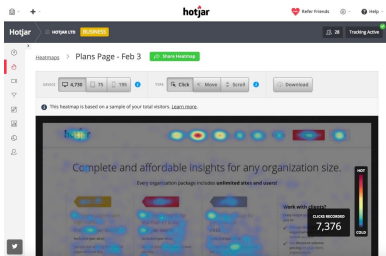 hotjar
Refer Friends
Help
Hotjar
HOTJAR LTD
BUSINESS
28
Tracking Active
Heatmaps > Plans Page - Feb 3
Share Heatmap
4,730
75
195
TYPE
Click
Move
Scroll
Download
This heatmap is based on a sample of your total visitors. Learn more.
Complete and affordable insights for any organization size.
Every organization package includes unlimited sites and users!
Work with clients?
HOT
COLD
CLICKS RECORDED
7,376